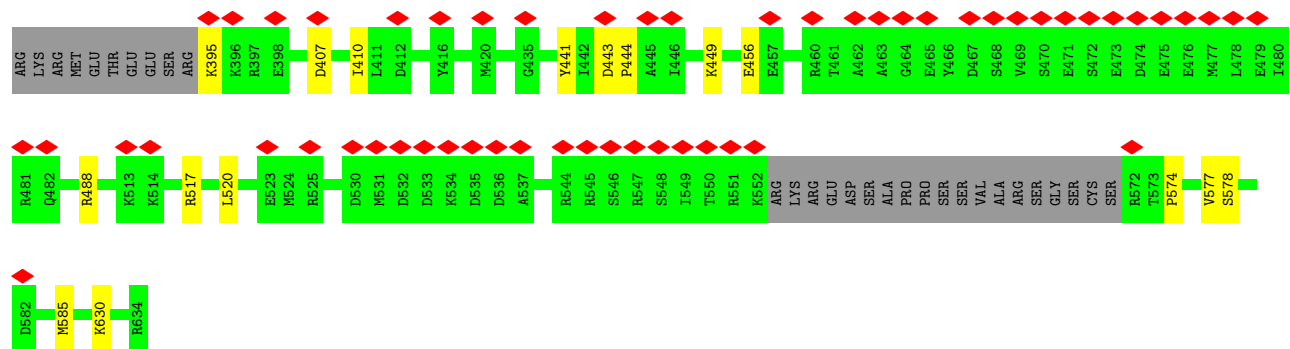 ARG LYS ARG MET GLU THR GLU GLU SER ARG K395 K396 R397 E398 D407 I410 L411 D412 Y416 M420 G435 Y441 I442 D443 P444 A445 I446 K449 E456 E457 R460 T461 A462 A463 G464 E465 Y466 D467 S468 V469 S470 E471 S472 E473 D474 E475 E476 M477 L478 E479 I480
R481 Q482 R488 K513 K514 R517 L520 E523 M524 R525 D530 M531 D532 D533 K534 D535 D536 A537 R544 R545 S546 R547 S548 I549 T550 R551 K552 ARG LYS ARG GLU ASP SER ALA PRO PRO SER SER VAL ALA ARG SER GLY SER CYS SER R572 T573 P574 V577 S578
D582 M585 K630 R634